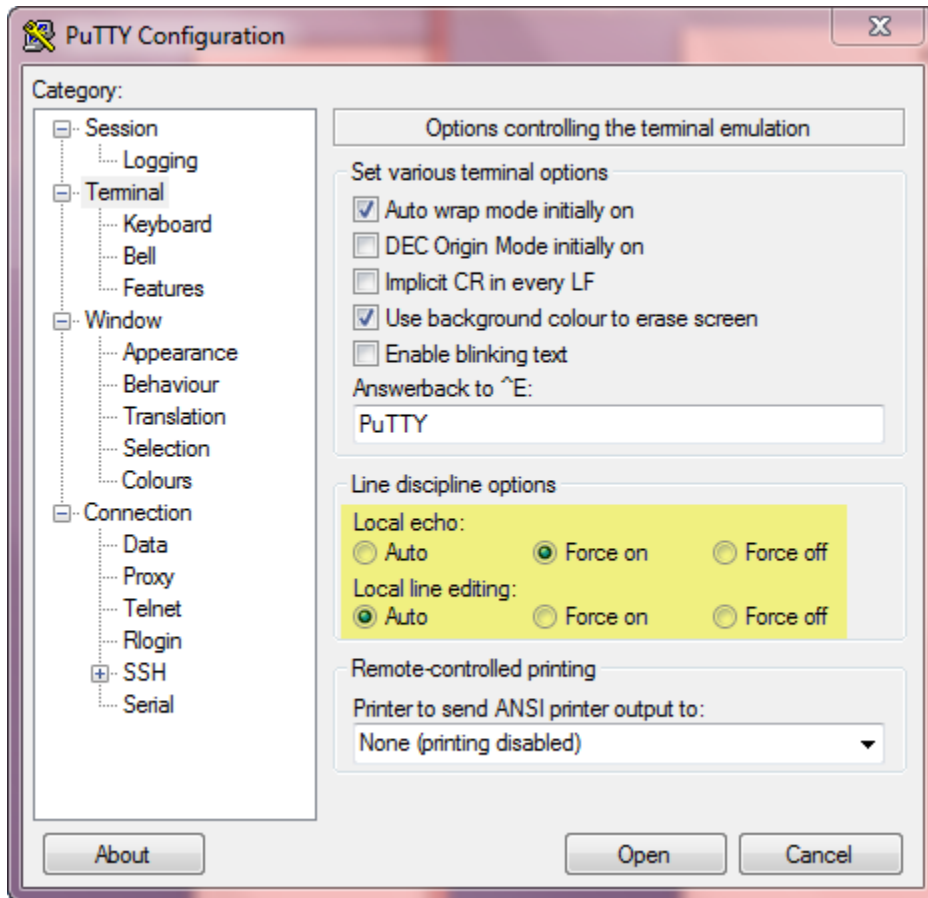 PuTTY Configuration
Category:
Session
Logging
Terminal
Keyboard
Bell
Features
Window
Appearance
Behaviour
Translation
Selection
Colours
Connection
Data
Proxy
Telnet
Rlogin
SSH
Serial
Options controlling the terminal emulation
Set various terminal options
Auto wrap mode initially on
DEC Origin Mode initially on
Implicit CR in every LF
Use background colour to erase screen
Enable blinking text
Answerback to ^E:
PuTTY
Line discipline options
Local echo:
Auto Force on Force off
Local line editing:
Auto Force on Force off
Remote-controlled printing
Printer to send ANSI printer output to:
None (printing disabled)
About Open Cancel